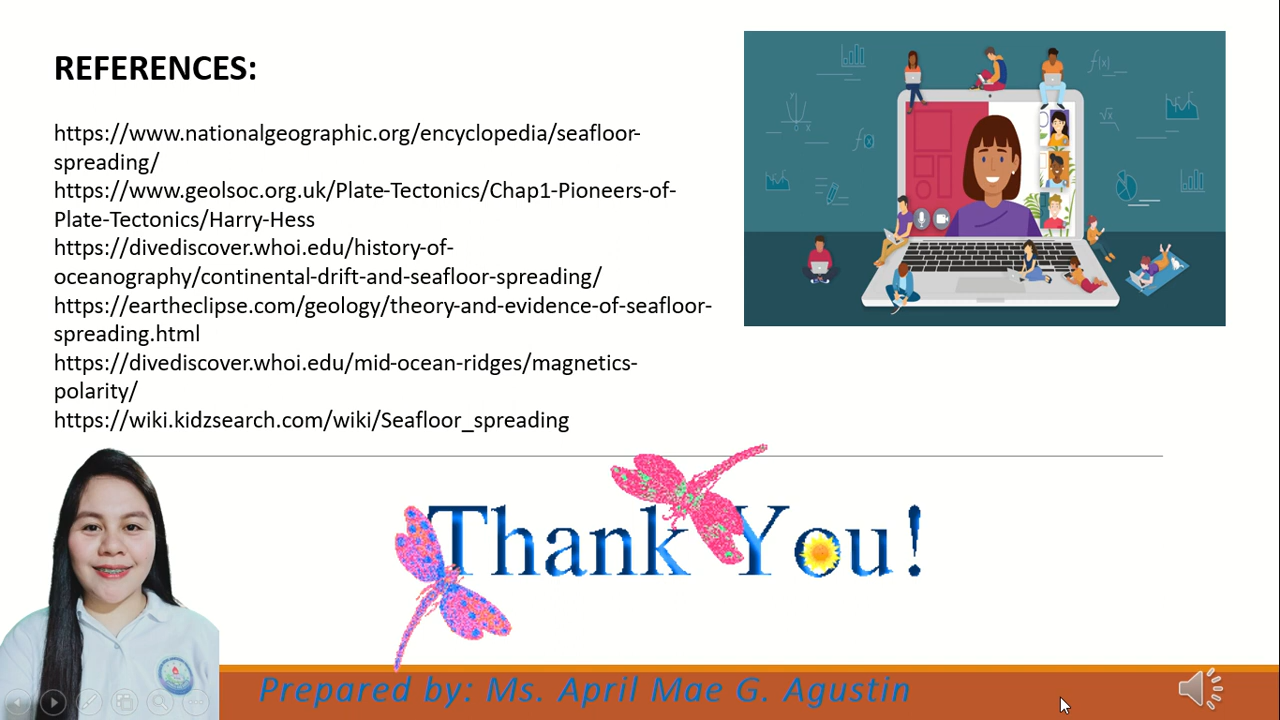 REFERENCES:
https://www.nationalgeographic.org/encyclopedia/seafloor-
spreading/
https://www.geolsoc.org.uk/Plate-Tectonics/Chap1-Pioneers-of-
Plate-Tectonics/Harry-Hess
https://divediscover.whoi.edu/history-of-
oceanography/continental-drift-and-seafloor-spreading/
https://eartheclipse.com/geology/theory-and-evidence-of-seafloor-
spreading.html
https://divediscover.whoi.edu/mid-ocean-ridges/magnetics-
polarity/
https://wiki.kidzsearch.com/wiki/Seafloor_spreading
Thank You!
Prepared by: Ms. April Mae G. Agustin